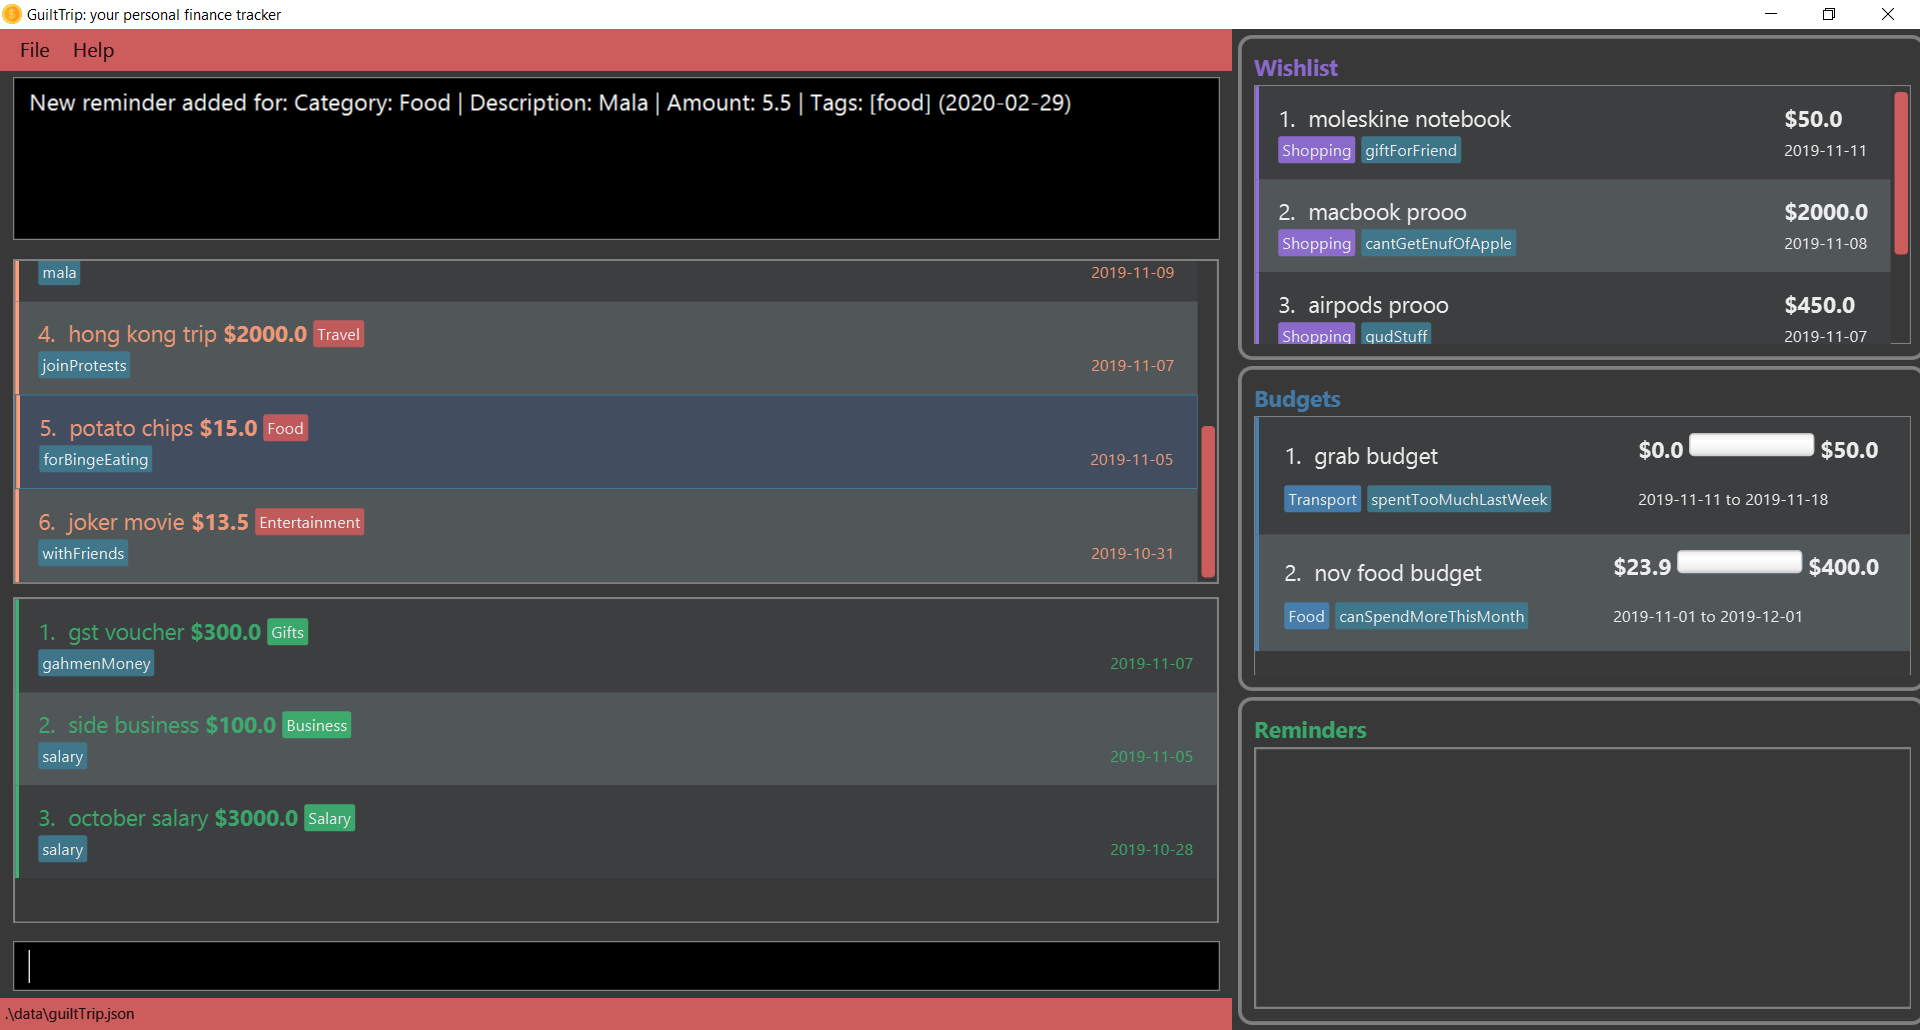 GuiltTrip: your personal finance tracker
File Help
New reminder added for: Category: Food | Description: Mala | Amount: 5.5 | Tags: [food] (2020-02-29)
mala 2019-11-09
4. hong kong trip $2000.0 Travel
joinProtests 2019-11-07
5. potato chips $15.0 Food
forBingeEating 2019-11-05
6. joker movie $13.5 Entertainment
withFriends 2019-10-31
1. gst voucher $300.0 Gifts
gahmenMoney 2019-11-07
2. side business $100.0 Business
salary 2019-11-05
3. october salary $3000.0 Salary
salary 2019-10-28
.\data\guiltTrip.json
Wishlist
1. moleskine notebook $50.0
Shopping giftForFriend 2019-11-11
2. macbook prooo $2000.0
Shopping cantGetEnufOfApple 2019-11-08
3. airpods prooo $450.0
Shopping gudStuff 2019-11-07
Budgets
1. grab budget $0.0 $50.0
Transport spentTooMuchLastWeek 2019-11-11 to 2019-11-18
2. nov food budget $23.9 $400.0
Food canSpendMoreThisMonth 2019-11-01 to 2019-12-01
Reminders